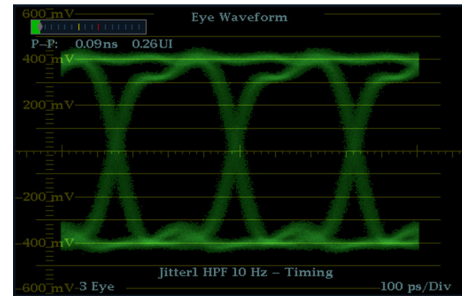 Eye Waveform
600 mV
P-P: 0.09ns 0.26UI
400 mV
200 mV
-200 mV
-400 mV
Jitter1 HPF 10 Hz - Timing
-600 mV 3 Eye 100 ps/Div